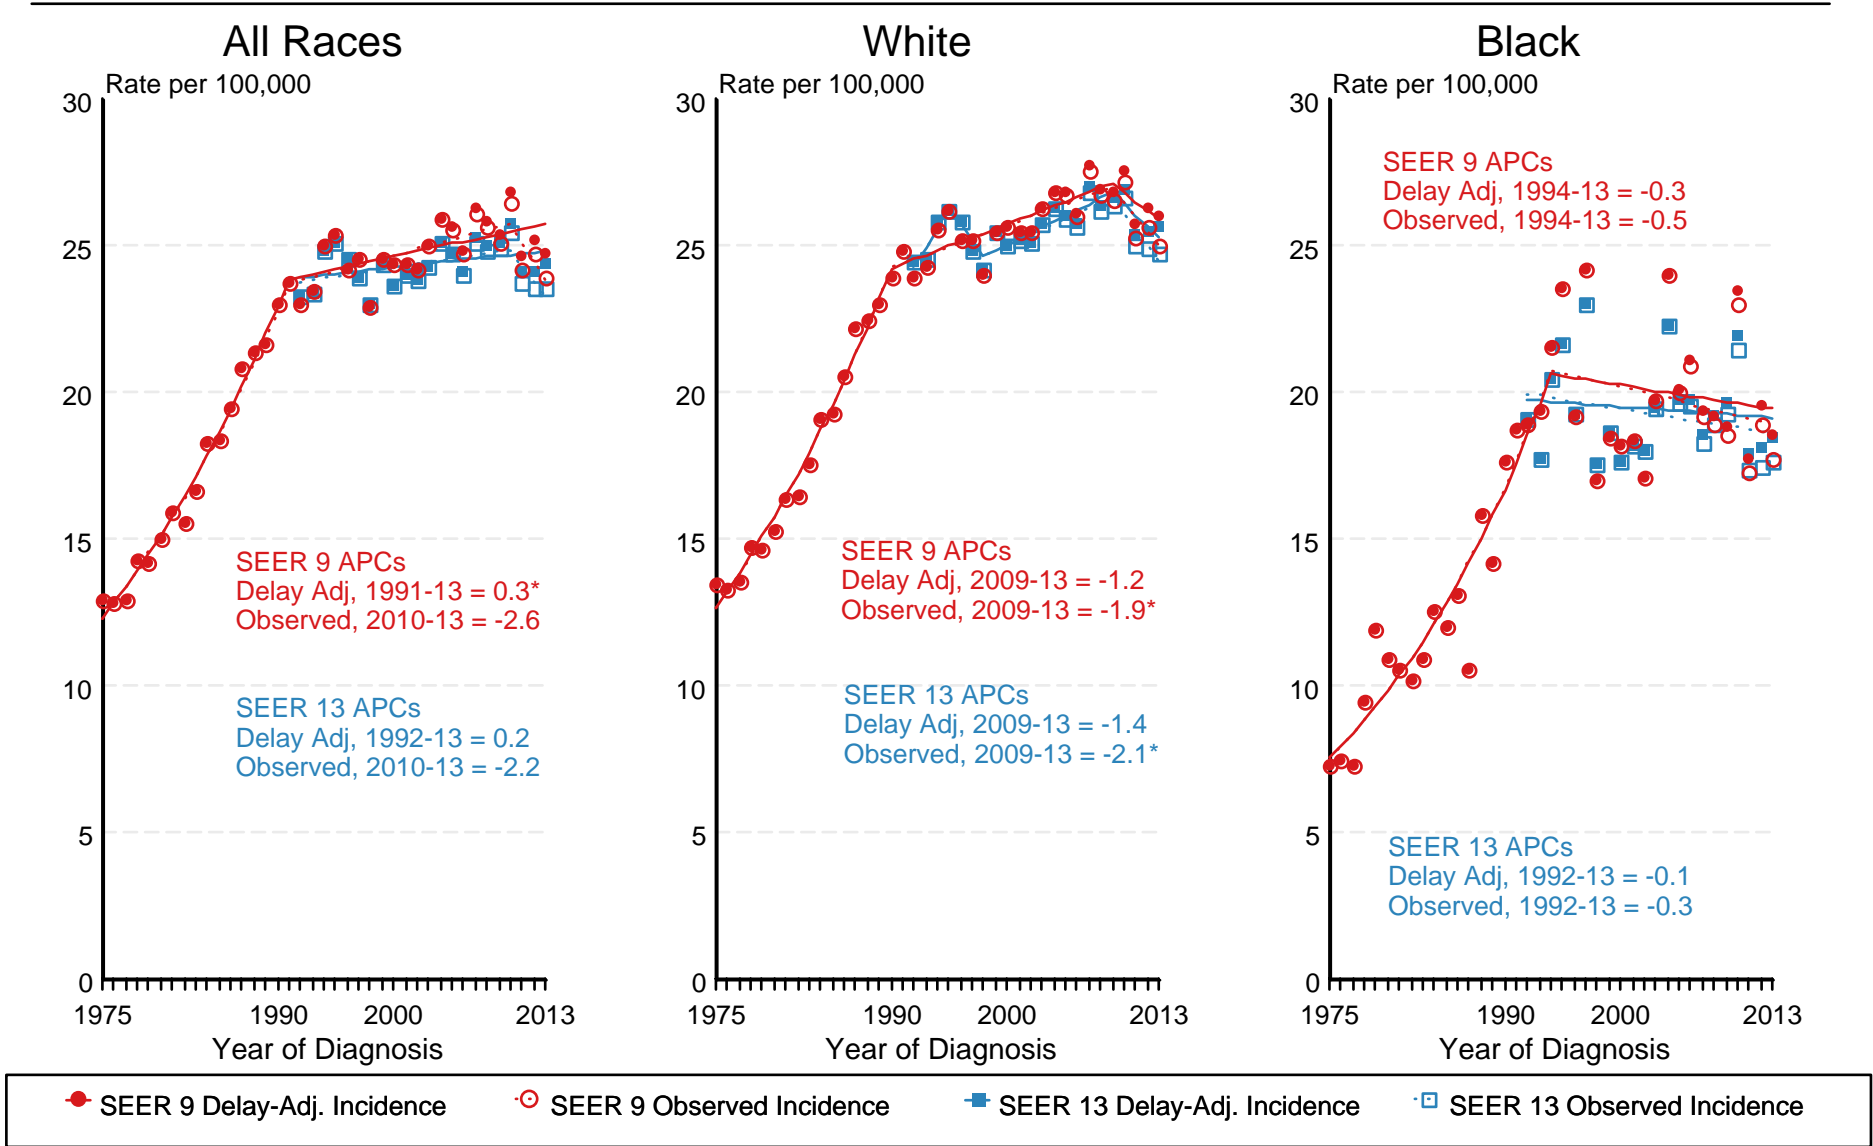 All Races
Rate per 100,000
30
25
20
15
10
5
0
SEER 9 APCs
Delay Adj, 1991-13 = 0.3*
Observed, 2010-13 = -2.6
SEER 13 APCs
Delay Adj, 1992-13 = 0.2
Observed, 2010-13 = -2.2
1975 1990 2000 2013
Year of Diagnosis
White
Rate per 100,000
30
25
20
15
10
5
0
SEER 9 APCs
Delay Adj, 2009-13 = -1.2
Observed, 2009-13 = -1.9*
SEER 13 APCs
Delay Adj, 2009-13 = -1.4
Observed, 2009-13 = -2.1*
1975 1990 2000 2013
Year of Diagnosis
Black
Rate per 100,000
30
25
20
15
10
5
0
SEER 9 APCs
Delay Adj, 1994-13 = -0.3
Observed, 1994-13 = -0.5
SEER 13 APCs
Delay Adj, 1992-13 = -0.1
Observed, 1992-13 = -0.3
1975 1990 2000 2013
Year of Diagnosis
SEER 9 Delay-Adj. Incidence SEER 9 Observed Incidence SEER 13 Delay-Adj. Incidence SEER 13 Observed Incidence